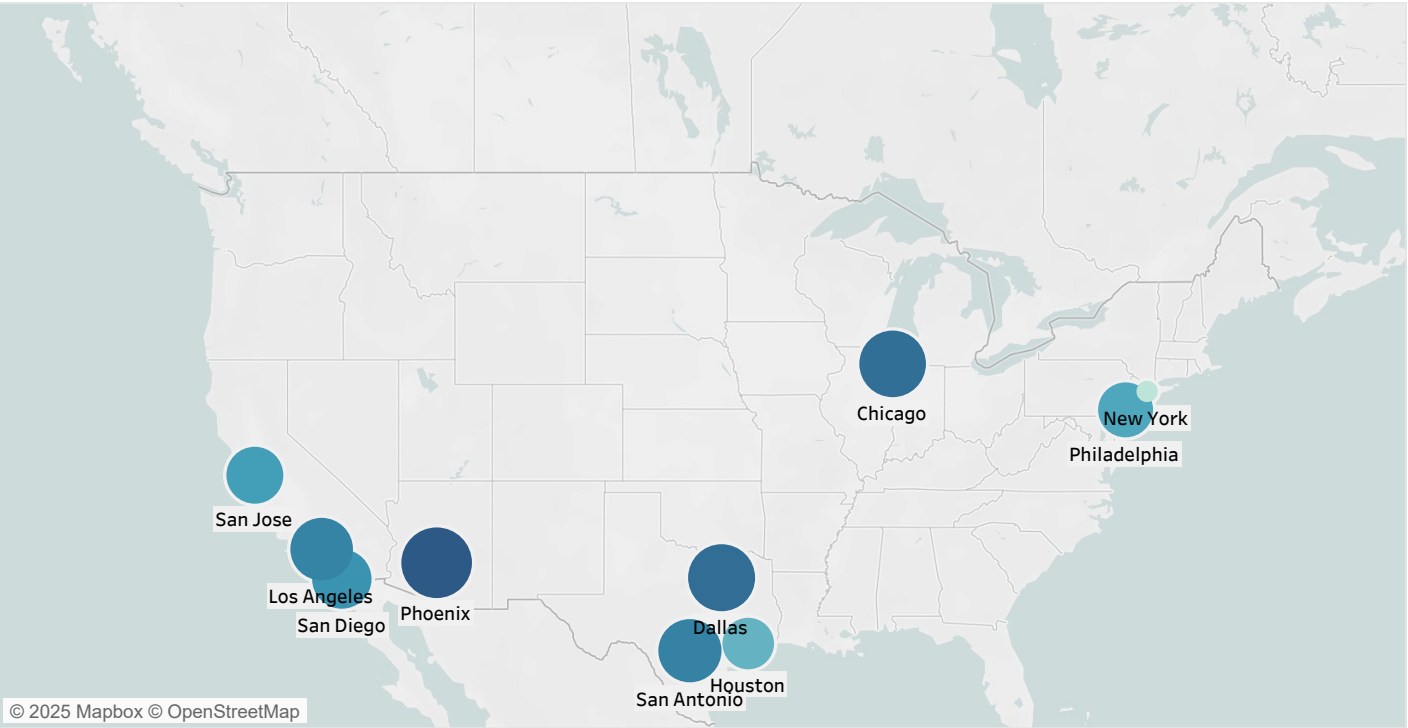 Chicago
New York
Philadelphia
San Jose
Los Angeles
San Diego
Phoenix
Dallas
Houston
San Antonio
© 2025 Mapbox © OpenStreetMap